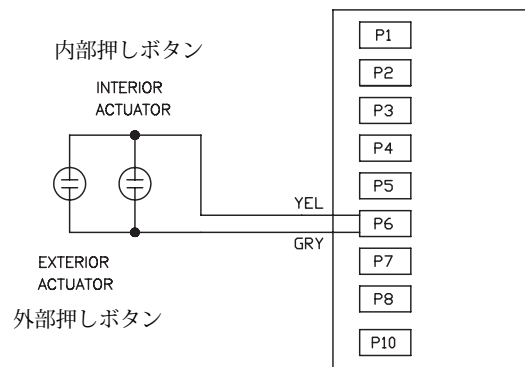 内部押しボタン
INTERIOR
ACTUATOR
EXTERIOR
ACTUATOR
外部押しボタン
YEL
GRY
P1
P2
P3
P4
P5
P6
P7
P8
P10